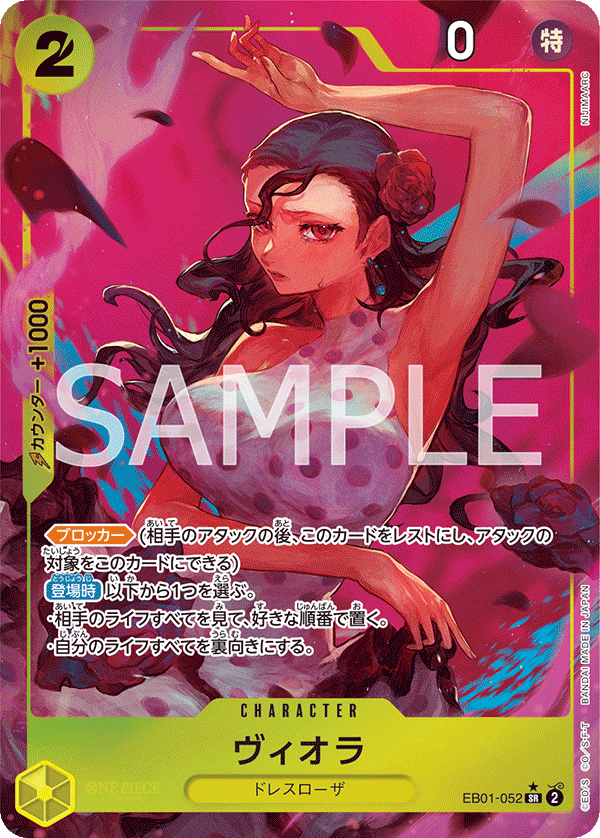 2
0
特
NIJIMAARC
カウンター +1000
SAMPLE
ブロッカー (相手のアタックの後、このカードをレストにし、アタックの
対象をこのカードにできる)
登場時 以下から1つを選ぶ。
・相手のライフすべてを見て、好きな順番で置く。
・自分のライフすべてを裏向きにする。
©E.O/S ©O/S・F・T BANDAI MADE IN JAPAN
CHARACTER
ヴィオラ
ONE PIECE
ドレスローザ
EB01-052 SR 2